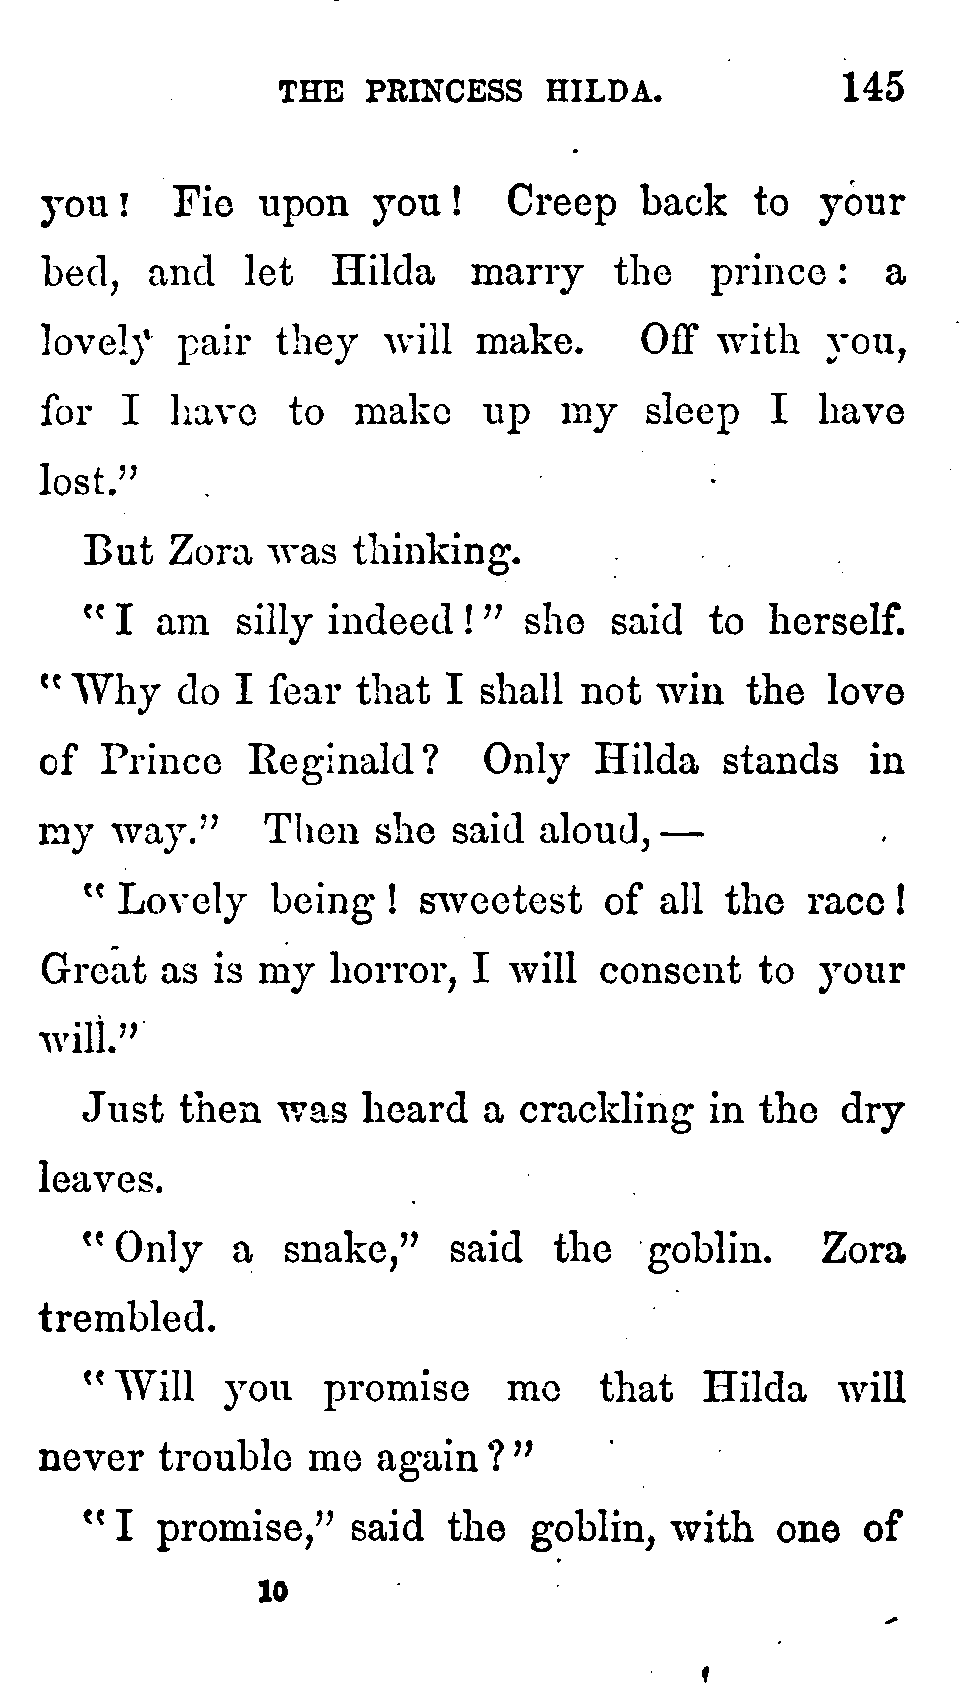 THE PRINCESS HILDA. 145
you! Fie upon you! Creep back to your
bed, and let Hilda marry the prince: a
lovely pair they will make. Off with you,
for I have to make up my sleep I have
lost."
But Zora was thinking.
"I am silly indeed!" she said to herself.
"Why do I fear that I shall not win the love
of Prince Reginald? Only Hilda stands in
my way." Then she said aloud,—
"Lovely being! sweetest of all the race!
Great as is my horror, I will consent to your
will."
Just then was heard a crackling in the dry
leaves.
"Only a snake," said the goblin. Zora
trembled.
"Will you promise me that Hilda will
never trouble me again?"
"I promise," said the goblin, with one of
10